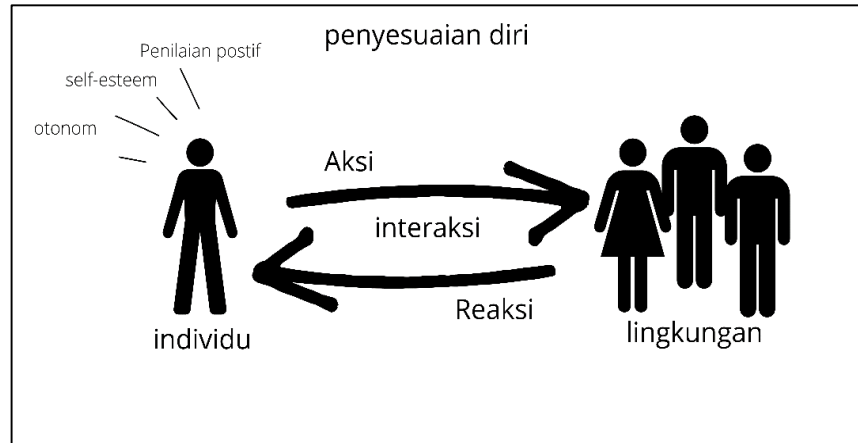 penyesuaian diri
Penilaian postif
self-esteem
otonom
Aksi
interaksi
Reaksi
individu
lingkungan